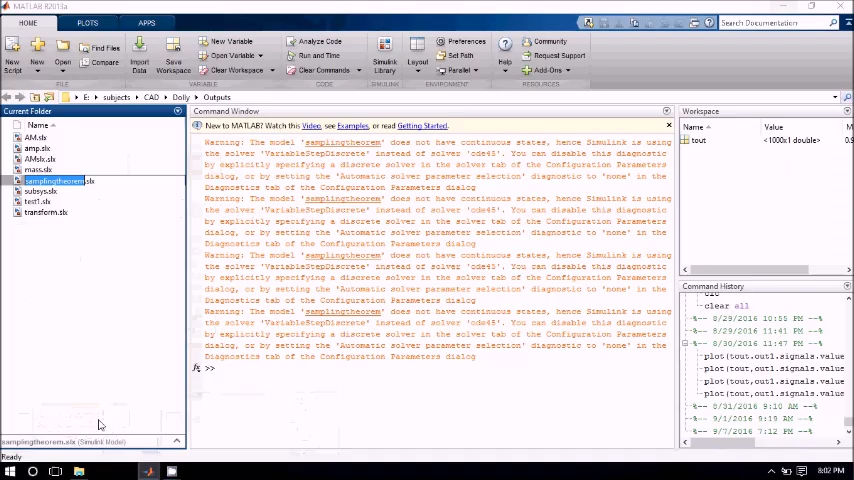 MATLAB R2013a
HOME
PLOTS
APPS
Search Documentation
New Script
New
Open
Find Files
Compare
Import Data
Save Workspace
New Variable
Open Variable
Clear Workspace
Analyze Code
Run and Time
Clear Commands
Simulink Library
Layout
Preferences
Set Path
Parallel
Help
Community
Request Support
Add-Ons
FILE
VARIABLE
CODE
SIMULINK
ENVIRONMENT
RESOURCES
E: subjects CAD Dolly Outputs
Current Folder
Name
AM.slx
amp.slx
AMslx.slx
mass.slx
samplingtheorem.slx
subsys.slx
test1.slx
transform.slx
samplingtheorem.slx (Simulink Model)
Command Window
New to MATLAB? Watch this Video, see Examples, or read Getting Started.
Warning: The model 'samplingtheorem' does not have continuous states, hence Simulink is using
the solver 'VariableStepDiscrete' instead of solver 'ode45'. You can disable this diagnostic
by explicitly specifying a discrete solver in the solver tab of the Configuration Parameters
dialog, or by setting the 'Automatic solver parameter selection' diagnostic to 'none' in the
Diagnostics tab of the Configuration Parameters dialog
Warning: The model 'samplingtheorem' does not have continuous states, hence Simulink is using
the solver 'VariableStepDiscrete' instead of solver 'ode45'. You can disable this diagnostic
by explicitly specifying a discrete solver in the solver tab of the Configuration Parameters
dialog, or by setting the 'Automatic solver parameter selection' diagnostic to 'none' in the
Diagnostics tab of the Configuration Parameters dialog
Warning: The model 'samplingtheorem' does not have continuous states, hence Simulink is using
the solver 'VariableStepDiscrete' instead of solver 'ode45'. You can disable this diagnostic
by explicitly specifying a discrete solver in the solver tab of the Configuration Parameters
dialog, or by setting the 'Automatic solver parameter selection' diagnostic to 'none' in the
Diagnostics tab of the Configuration Parameters dialog
Warning: The model 'samplingtheorem' does not have continuous states, hence Simulink is using
the solver 'VariableStepDiscrete' instead of solver 'ode45'. You can disable this diagnostic
by explicitly specifying a discrete solver in the solver tab of the Configuration Parameters
dialog, or by setting the 'Automatic solver parameter selection' diagnostic to 'none' in the
Diagnostics tab of the Configuration Parameters dialog
fx >>
Workspace
Name Value
tout <1000x1 double>
Command History
clear all
%-- 8/29/2016 10:55 PM --%
%-- 8/29/2016 11:41 PM --%
%-- 8/30/2016 11:47 PM --%
plot(tout.out1.signals.value
plot(tout,out1.signals.value
plot(tout,out1.signals.value
plot(tout,out1.signals.value
%-- 8/31/2016 9:10 AM --%
%-- 9/1/2016 9:19 AM --%
%-- 9/7/2016 7:12 PM --%
Ready
8:02 PM